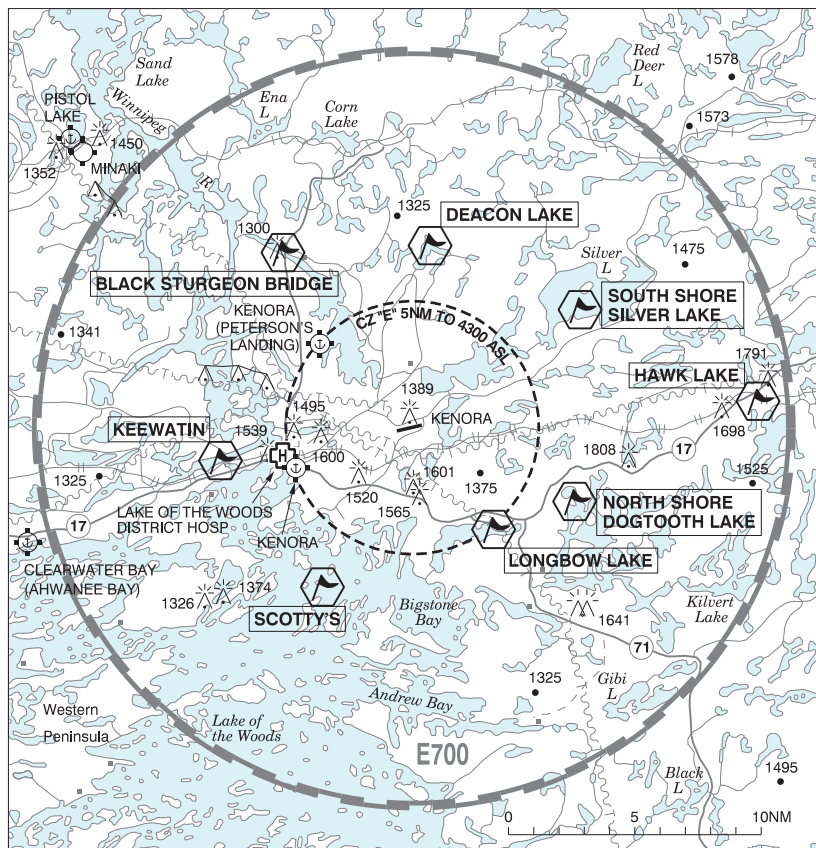 Sand
Lake
Red
Deer
L
1578
PISTOL
LAKE
Winnipeg
Ena
L
Corn
Lake
1573
1450
1352
MINAKI
R
1325
DEACON LAKE
1300
Silver
L
1475
BLACK STURGEON BRIDGE
SOUTH SHORE
SILVER LAKE
KENORA
(PETERSON'S
LANDING)
CZ "E" 5NM TO 4300 ASL
1341
1791
HAWK LAKE
1389
1495
KENORA
1698
KEEWATIN
1539
1600
1808
17
H
1601
1325
1520
1375
1525
LAKE OF THE WOODS
DISTRICT HOSP
1565
NORTH SHORE
DOGTOOTH LAKE
17
KENORA
LONGBOW LAKE
CLEARWATER BAY
(AHWANEE BAY)
1374
1326
SCOTTY'S
Bigstone
Bay
1641
Kilvert
Lake
71
1325
Gibi
L
Andrew Bay
Western
Peninsula
Lake of
the Woods
E700
Black
L
1495
0 5 10NM